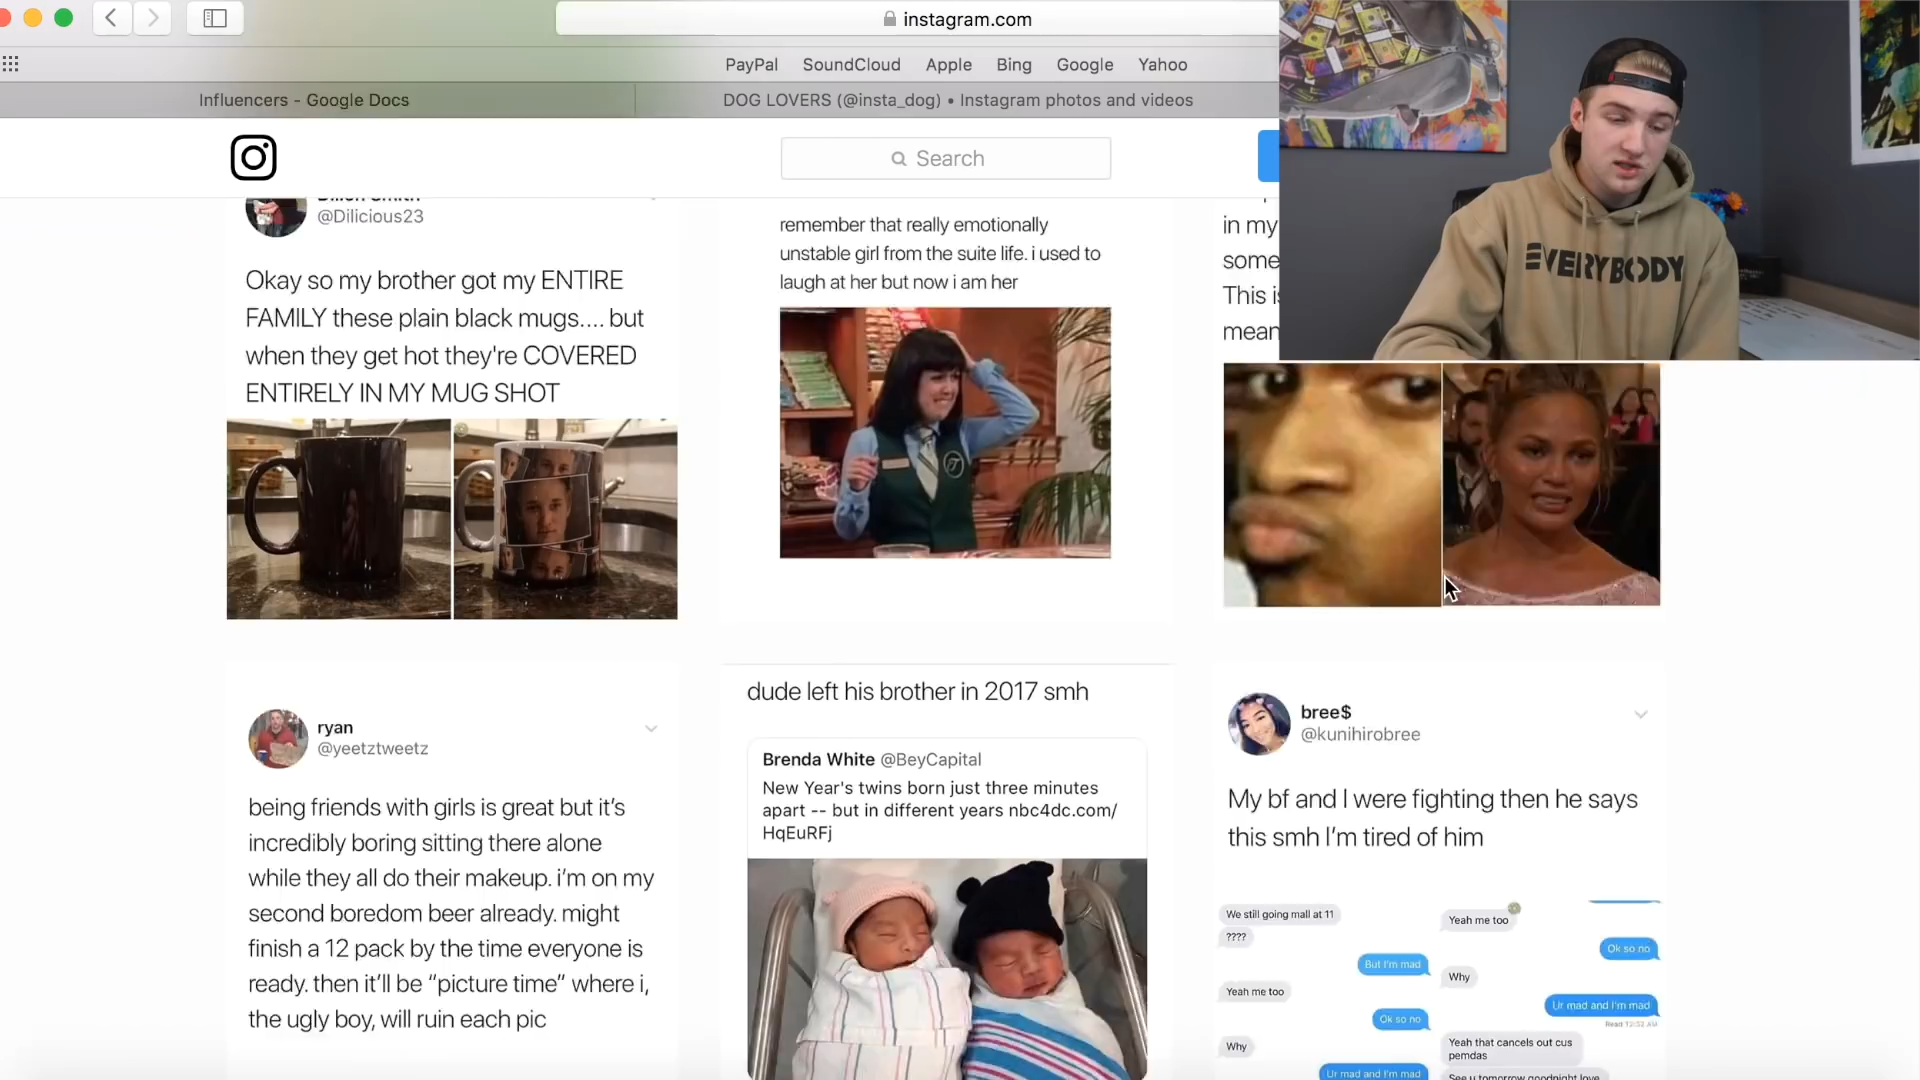 instagram.com
PayPal SoundCloud Apple Bing Google Yahoo
Influencers - Google Docs
DOG LOVERS (@insta_dog) • Instagram photos and videos
Search
EVERYBODY
@Dilicious23
Okay so my brother got my ENTIRE
FAMILY these plain black mugs.... but
when they get hot they're COVERED
ENTIRELY IN MY MUG SHOT
remember that really emotionally
unstable girl from the suite life. i used to
laugh at her but now i am her
in my
some
This is
mean
ryan
@yeetztweetz
being friends with girls is great but it's
incredibly boring sitting there alone
while they all do their makeup. i'm on my
second boredom beer already. might
finish a 12 pack by the time everyone is
ready. then it'll be “picture time” where i,
the ugly boy, will ruin each pic
dude left his brother in 2017 smh
Brenda White @BeyCapital
New Year's twins born just three minutes
apart -- but in different years nbc4dc.com/
HqEuRFj
bree$
@kunihirobree
My bf and I were fighting then he says
this smh I'm tired of him
We still going mall at 11
????
But I'm mad
Yeah me too
Ok so no
Why
Ur mad and I'm mad
Yeah me too
Ok so no
Why
Ur mad and I'm mad
Read 12:52 AM
Yeah that cancels out cus
pemdas
See u tomorrow goodnight love